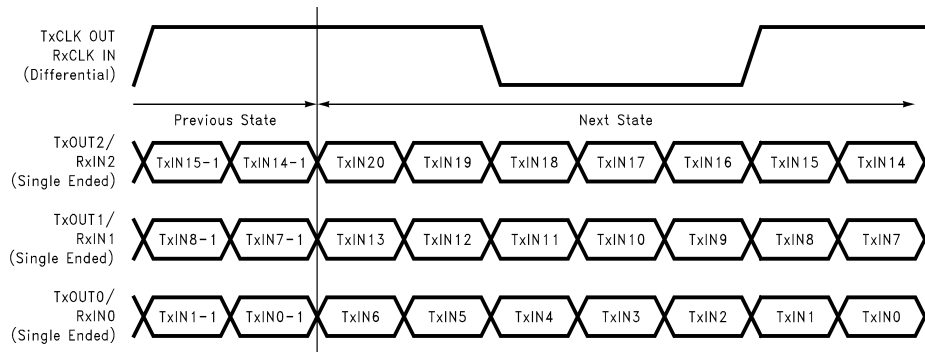 TxCLK OUT
RxCLK IN
(Differential)
Previous State
Next State
TxOUT2/
RxIN2
(Single Ended)
TxIN15-1 TxIN14-1 TxIN20 TxIN19 TxIN18 TxIN17 TxIN16 TxIN15 TxIN14
TxOUT1/
RxIN1
(Single Ended)
TxIN8-1 TxIN7-1 TxIN13 TxIN12 TxIN11 TxIN10 TxIN9 TxIN8 TxIN7
TxOUT0/
RxIN0
(Single Ended)
TxIN1-1 TxIN0-1 TxIN6 TxIN5 TxIN4 TxIN3 TxIN2 TxIN1 TxIN0